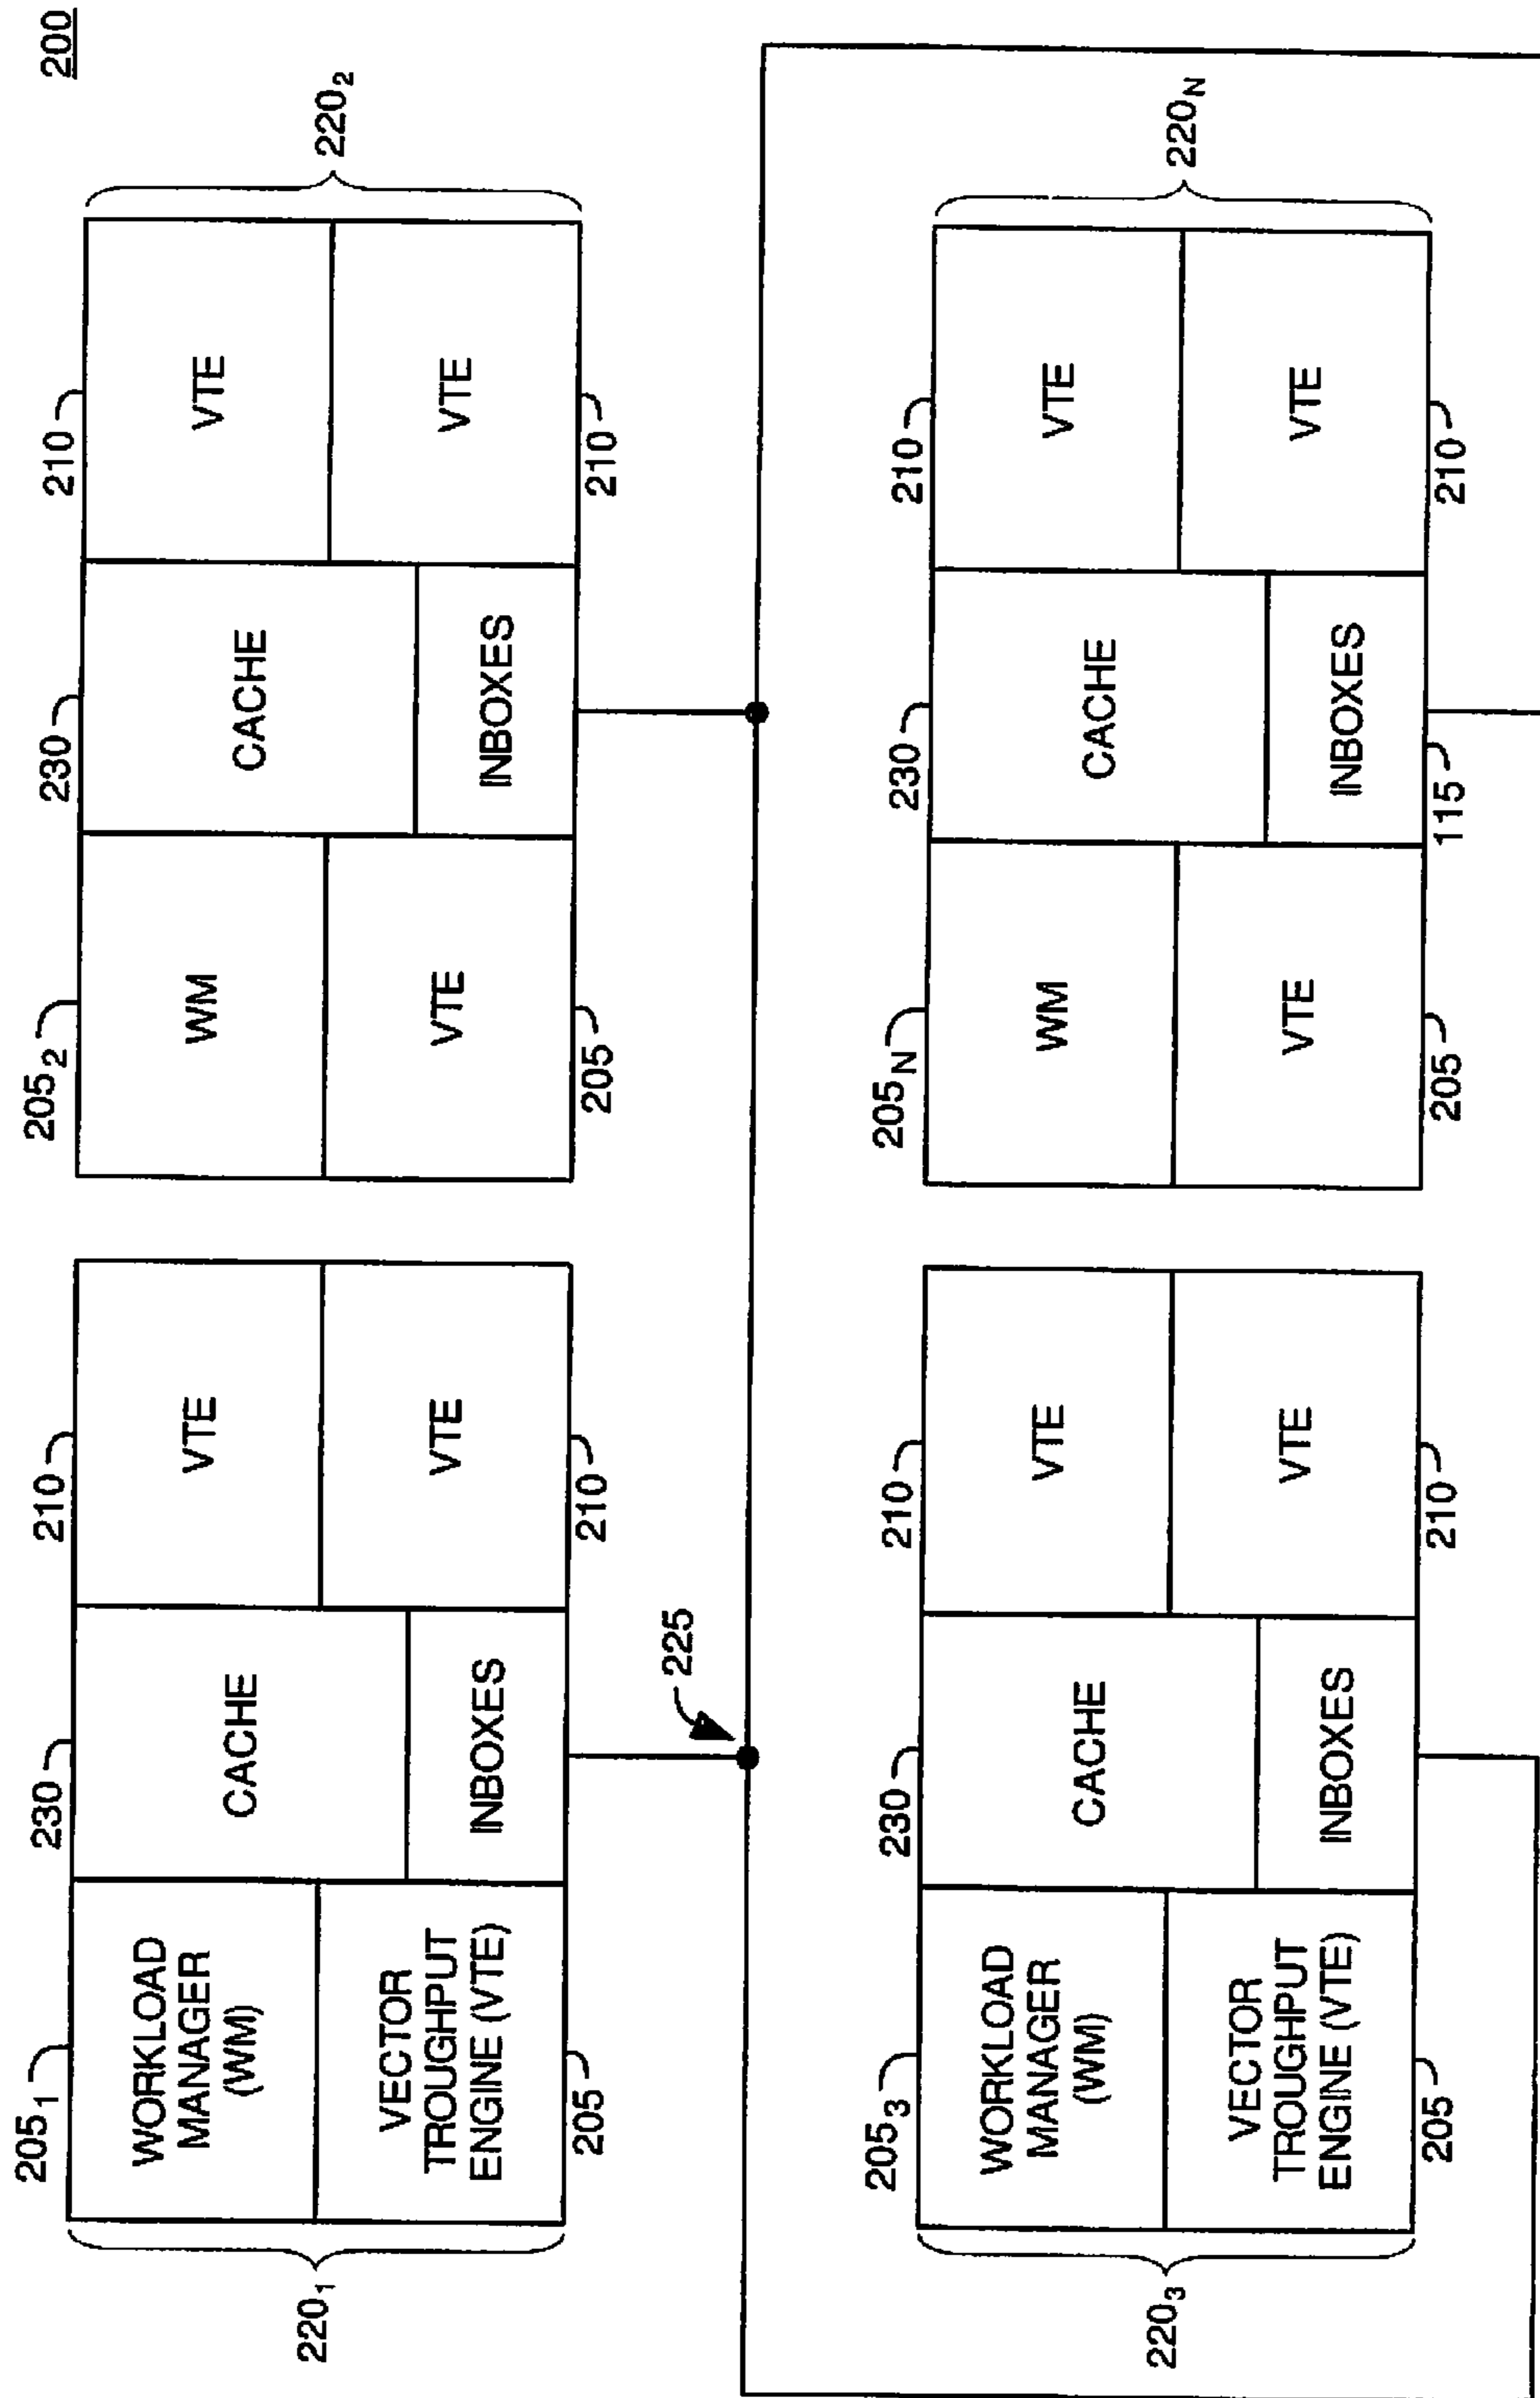 200
205₁
230
210
WORKLOAD
MANAGER
(WM)
CACHE
VTE
VECTOR
TROUGHPUT
ENGINE (VTE)
INBOXES
VTE
220₁
205
210
205₂
230
210
WM
CACHE
VTE
VTE
INBOXES
VTE
220₂
205
210
225
205₃
230
210
WORKLOAD
MANAGER
(WM)
CACHE
VTE
VECTOR
TROUGHPUT
ENGINE (VTE)
INBOXES
VTE
220₃
205
210
205N
230
210
WM
CACHE
VTE
VTE
INBOXES
VTE
220N
205
115
210